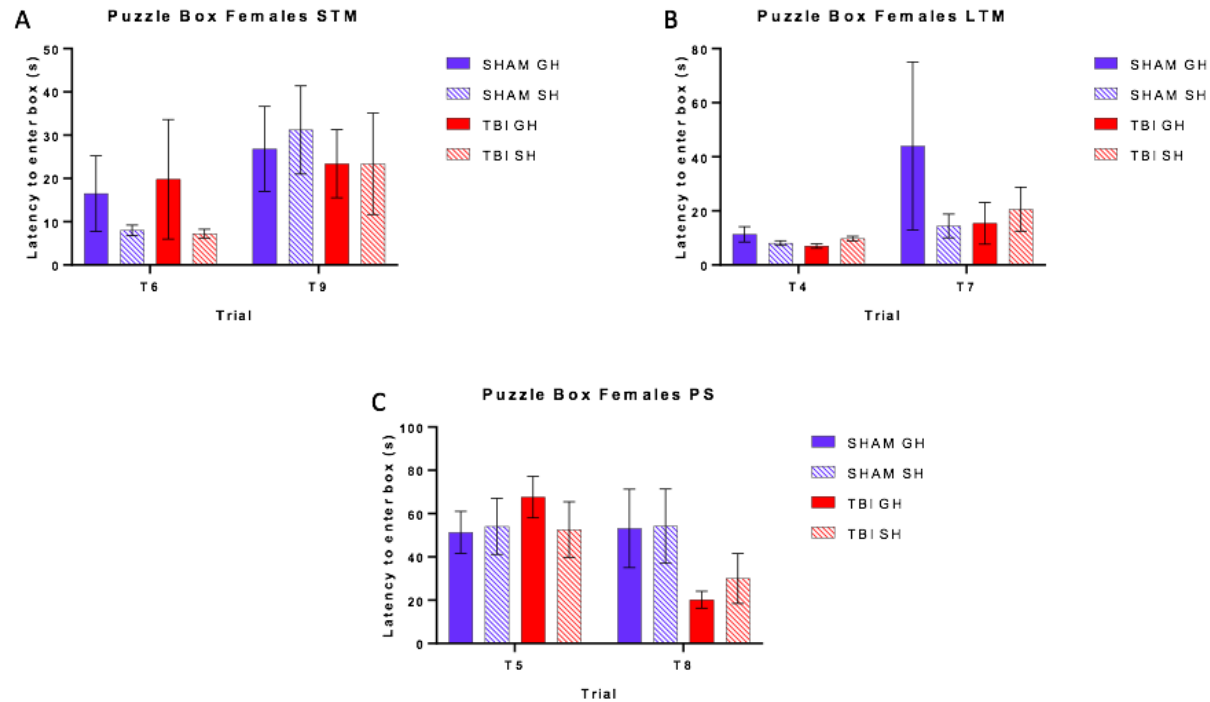 A
Puzzle Box Females STM
Latency to enter box (s)
50
40
30
20
10
0
T6
T9
Trial
SHAM GH
SHAM SH
TBI GH
TBI SH
B
Puzzle Box Females LTM
Latency to enter box (s)
80
60
40
20
0
T4
T7
Trial
SHAM GH
SHAM SH
TBI GH
TBI SH
C
Puzzle Box Females PS
Latency to enter box (s)
100
80
60
40
20
0
T5
T8
Trial
SHAM GH
SHAM SH
TBI GH
TBI SH